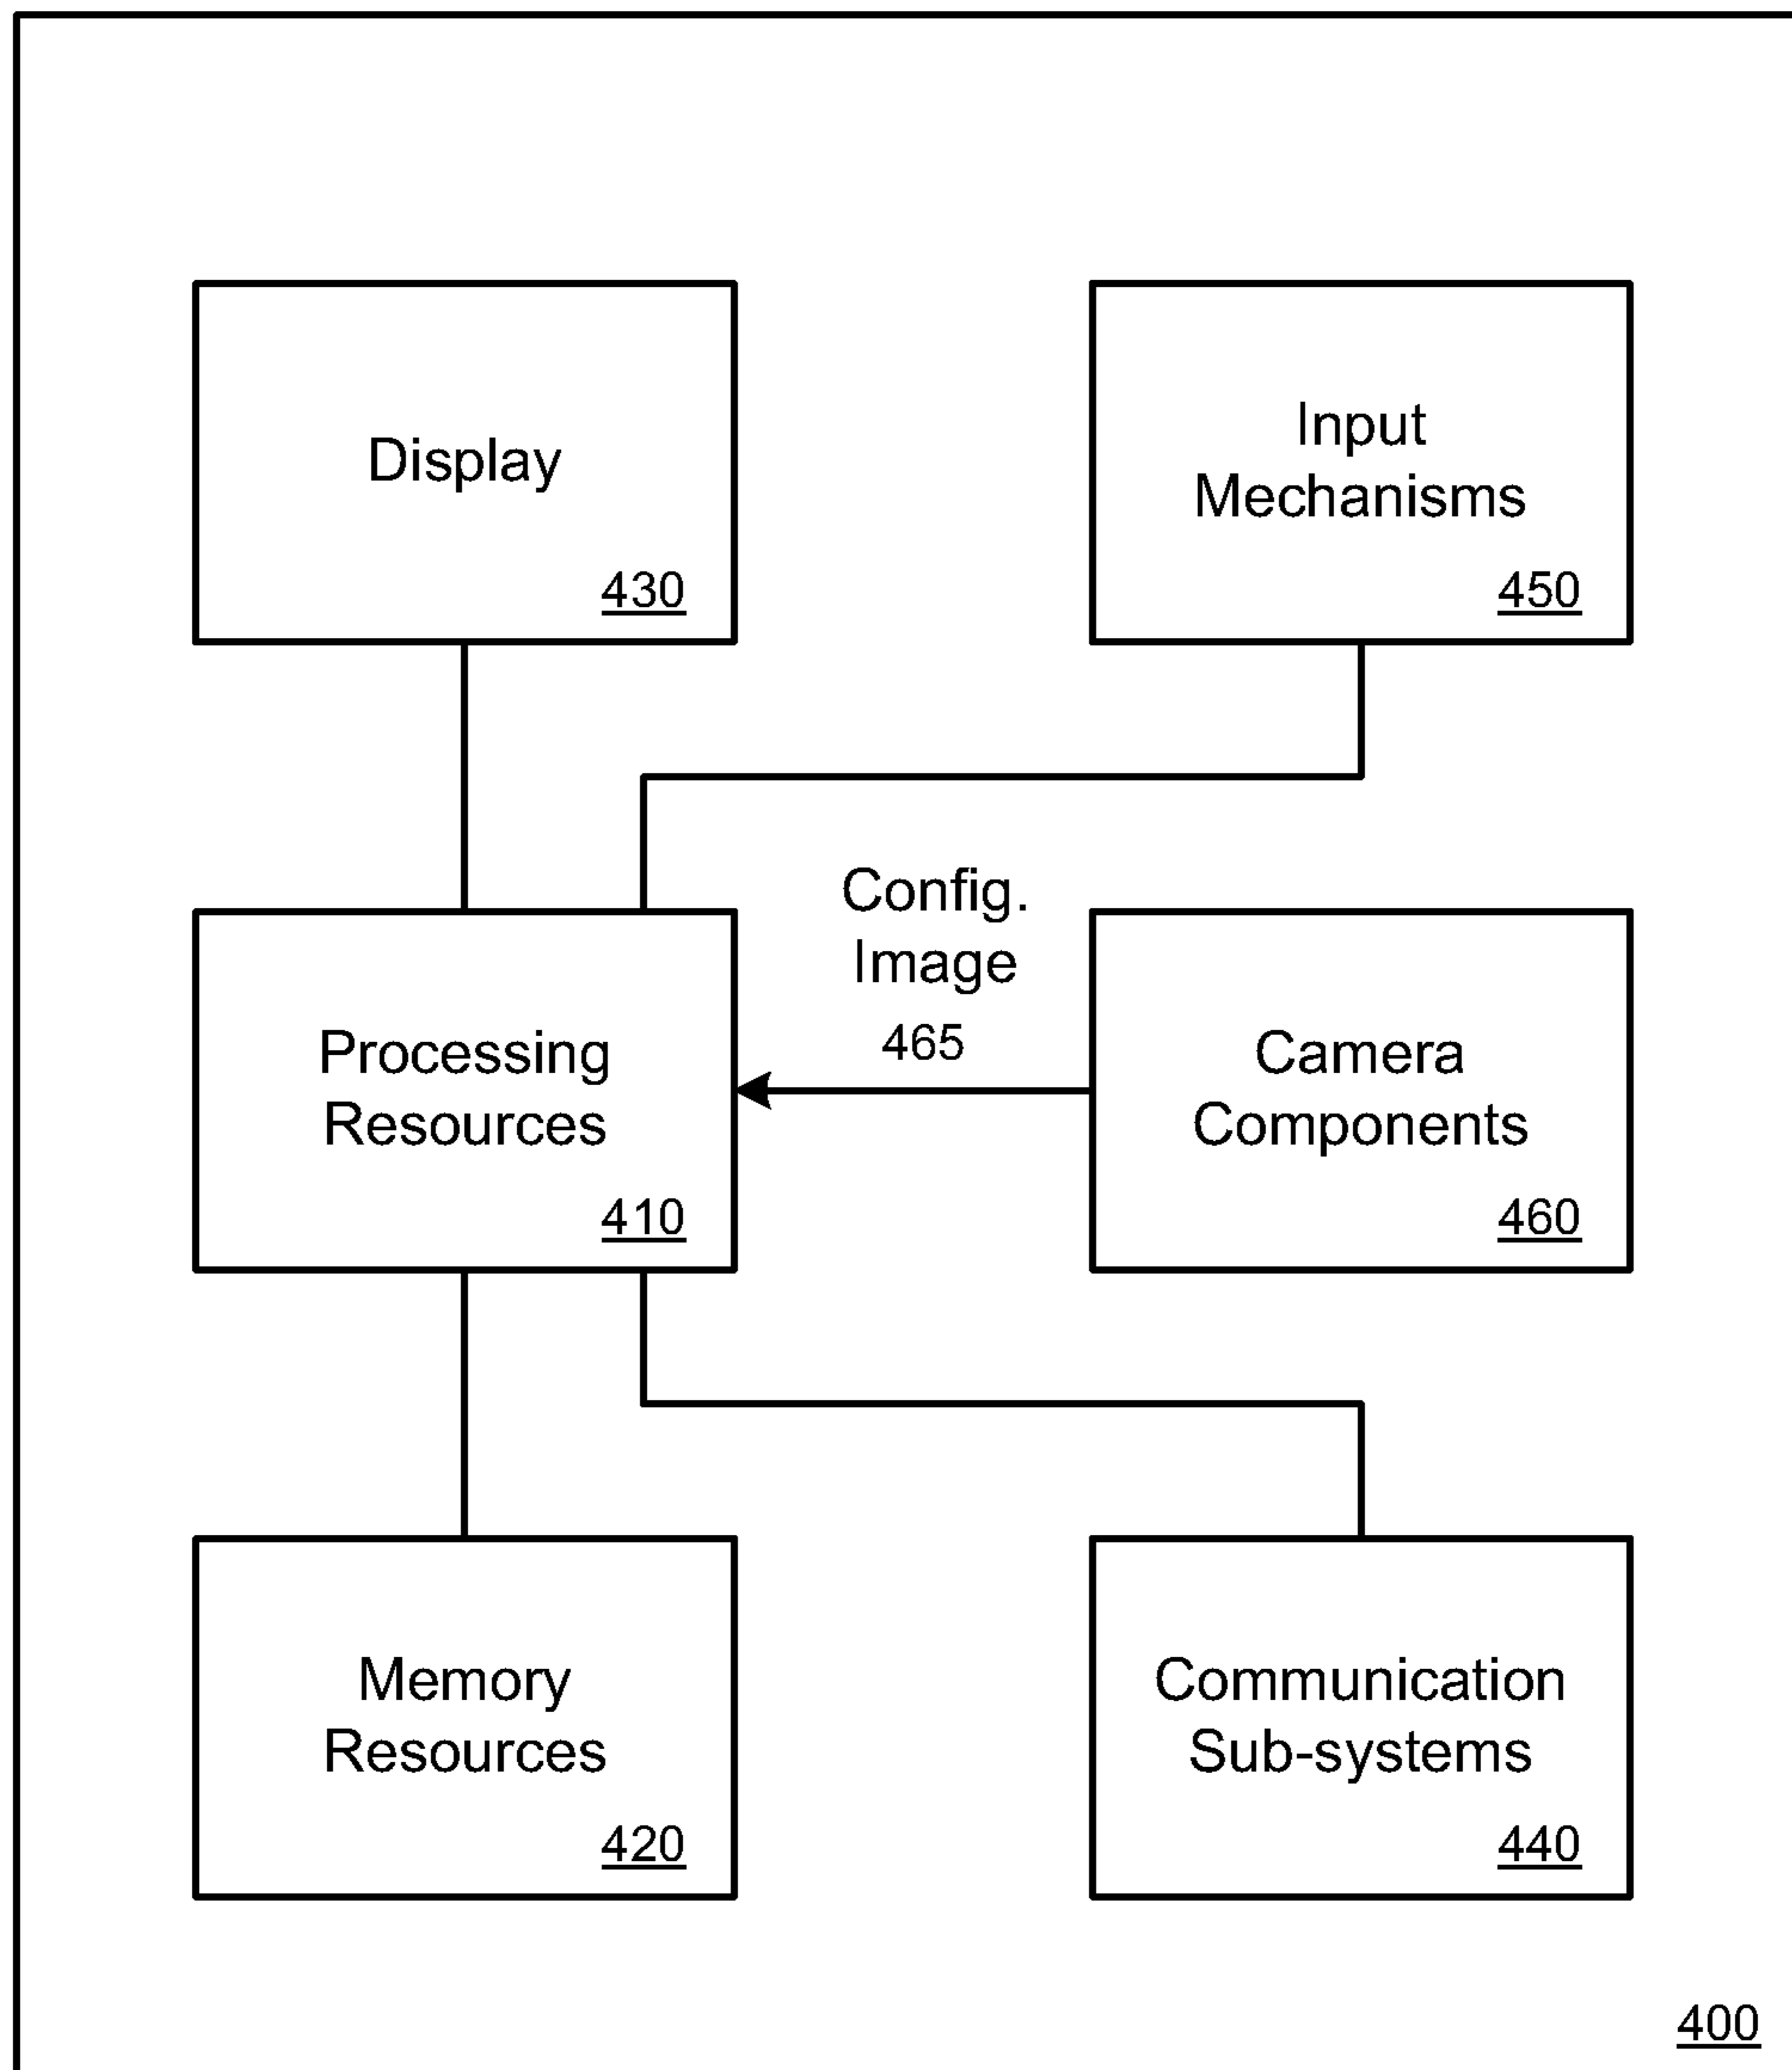 Display
430
Input
Mechanisms
450
Config.
Image
465
Processing
Resources
410
Camera
Components
460
Memory
Resources
420
Communication
Sub-systems
440
400